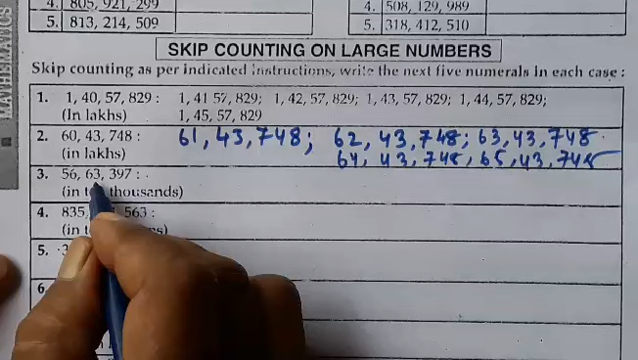 MATHEMATICS
4. 805, 921, 299
4. 508, 129, 989
5. 813, 214, 509
5. 318, 412, 510
SKIP COUNTING ON LARGE NUMBERS
Skip counting as per indicated instructions, write the next five numerals in each case :
1. 1, 40, 57, 829 : 1, 41 57, 829; 1, 42, 57, 829; 1, 43, 57, 829; 1, 44, 57, 829;
(In lakhs) 1, 45, 57, 829
2. 60, 43, 748 : 61, 43, 748; 62, 43, 748; 63, 43, 748
(in lakhs) 64, 43, 748, 65, 43, 748
3. 56, 63, 397 :
(in thousands)
4. 835, 563 :
(in
5.
6.